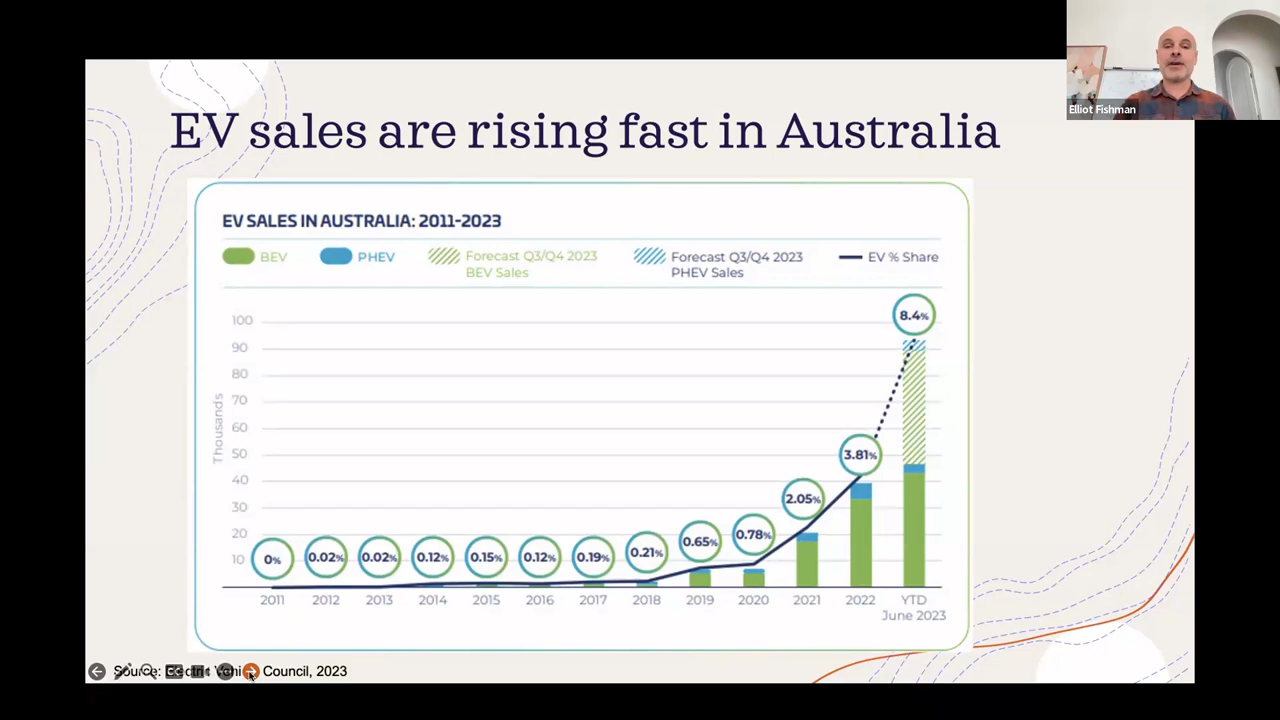 Elliot Fishman
EV sales are rising fast in Australia
EV SALES IN AUSTRALIA: 2011-2023
BEV
PHEV
Forecast Q3/Q4 2023
BEV Sales
Forecast Q3/Q4 2023
PHEV Sales
EV % Share
Thousands
100
90
80
70
60
50
40
30
20
10
0%
0.02%
0.02%
0.12%
0.15%
0.12%
0.19%
0.21%
0.65%
0.78%
2.05%
3.81%
8.4%
2011
2012
2013
2014
2015
2016
2017
2018
2019
2020
2021
2022
YTD
June 2023
Source: Council, 2023